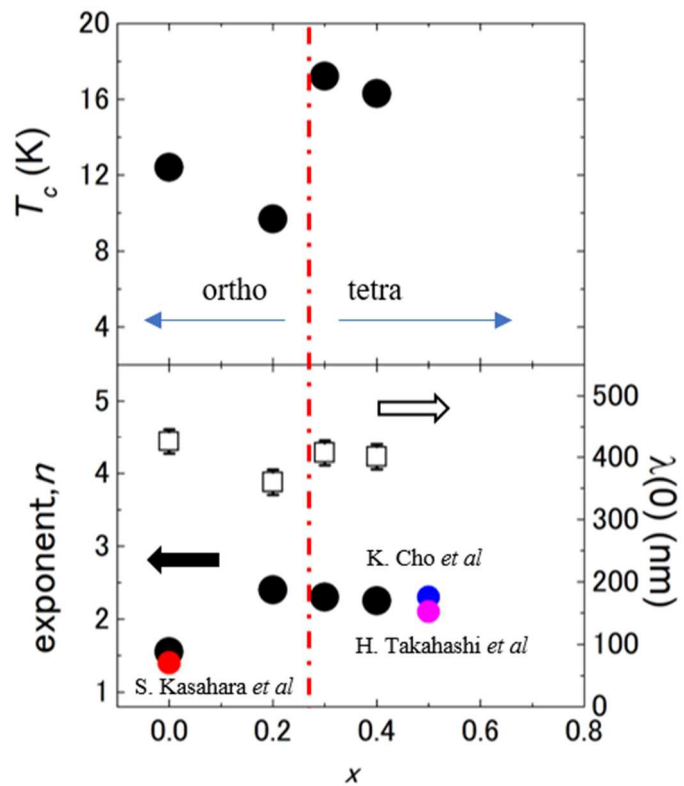 20
16
12
8
4
T_c (K)
ortho
tetra
5
4
3
2
1
exponent,n
500
400
300
200
100
0
λ(0) (nm)
K. Cho et al
H. Takahashi et al
S. Kasahara et al
0.0
0.2
0.4
0.6
0.8
x